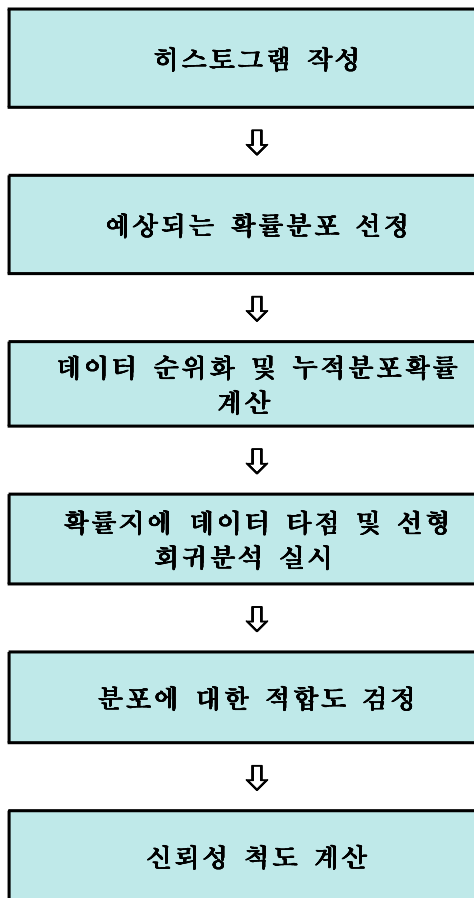 히스토그램 작성
예상되는 확률분포 선정
데이터 순위화 및 누적분포확률
계산
확률지에 데이터 타점 및 선형
회귀분석 실시
분포에 대한 적합도 검정
신뢰성 척도 계산